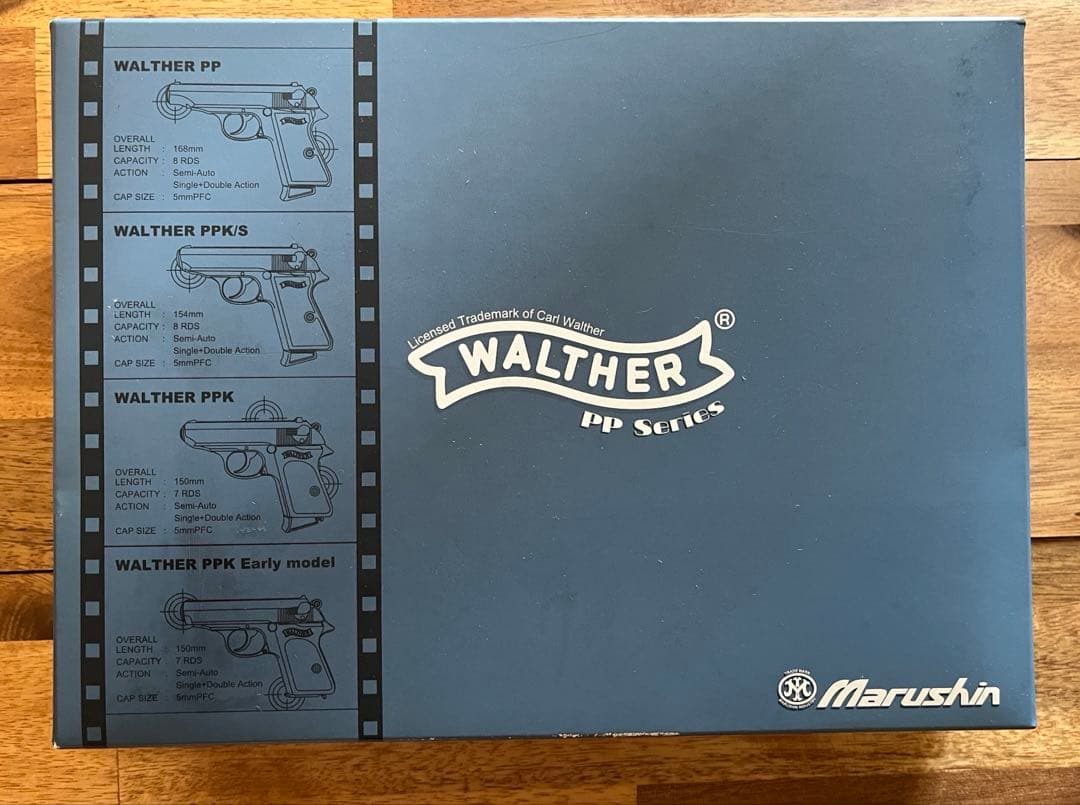 WALTHER PP
OVERALL
LENGTH : 168mm
CAPACITY : 8 RDS
ACTION : Semi-Auto
Single+Double Action
CAP SIZE : 5mmPFC
WALTHER PPK/S
OVERALL
LENGTH : 154mm
CAPACITY : 8 RDS
ACTION : Semi-Auto
Single+Double Action
CAP SIZE : 5mmPFC
WALTHER PPK
OVERALL
LENGTH : 150mm
CAPACITY : 7 RDS
ACTION : Semi-Auto
Single+Double Action
CAP SIZE : 5mmPFC
WALTHER PPK Early model
OVERALL
LENGTH : 150mm
CAPACITY : 7 RDS
ACTION : Semi-Auto
Single+Double Action
CAP SIZE : 5mmPFC
Licensed Trademark of Carl Walther
WALTHER ®
PP Series
TRADE MARK
Marushin